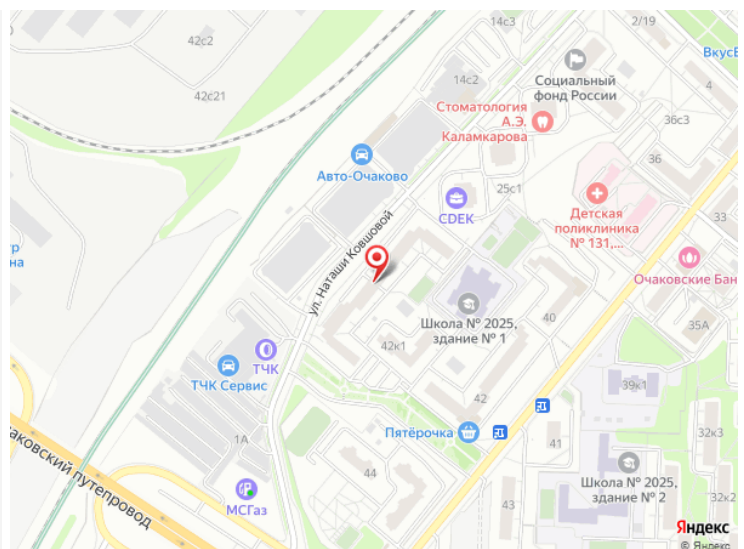 42с2
14с3
2/19
ВкусВ
14с2
Социальный
фонд России
4
42с21
Стоматология
А.Э.
Каламкарова
36с3
Авто-Очаково
36
25с1
CDEK
Детская
поликлиника
№ 131,...
33
ул. Наташи Ковшовой
тр
на
Очаковские Бан
Школа № 2025,
здание № 1
40
35А
42к1
ТЧК
ТЧК Сервис
39к1
42
1А
Пятёрочка
32к3
41
аковский путепровод
44
Школа № 2025,
здание № 2
МСГаз
43
32к2
Яндекс
© Яндекс